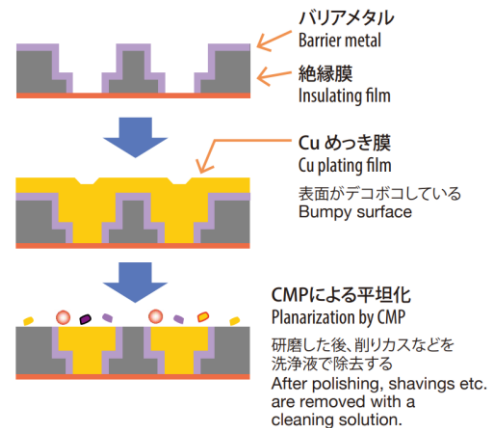 バリアメタル
Barrier metal
絶縁膜
Insulating film
Cu めっき膜
Cu plating film
表面がデコボコしている
Bumpy surface
CMPによる平坦化
Planarization by CMP
研磨した後、削りカスなどを
洗浄液で除去する
After polishing, shavings etc.
are removed with a
cleaning solution.